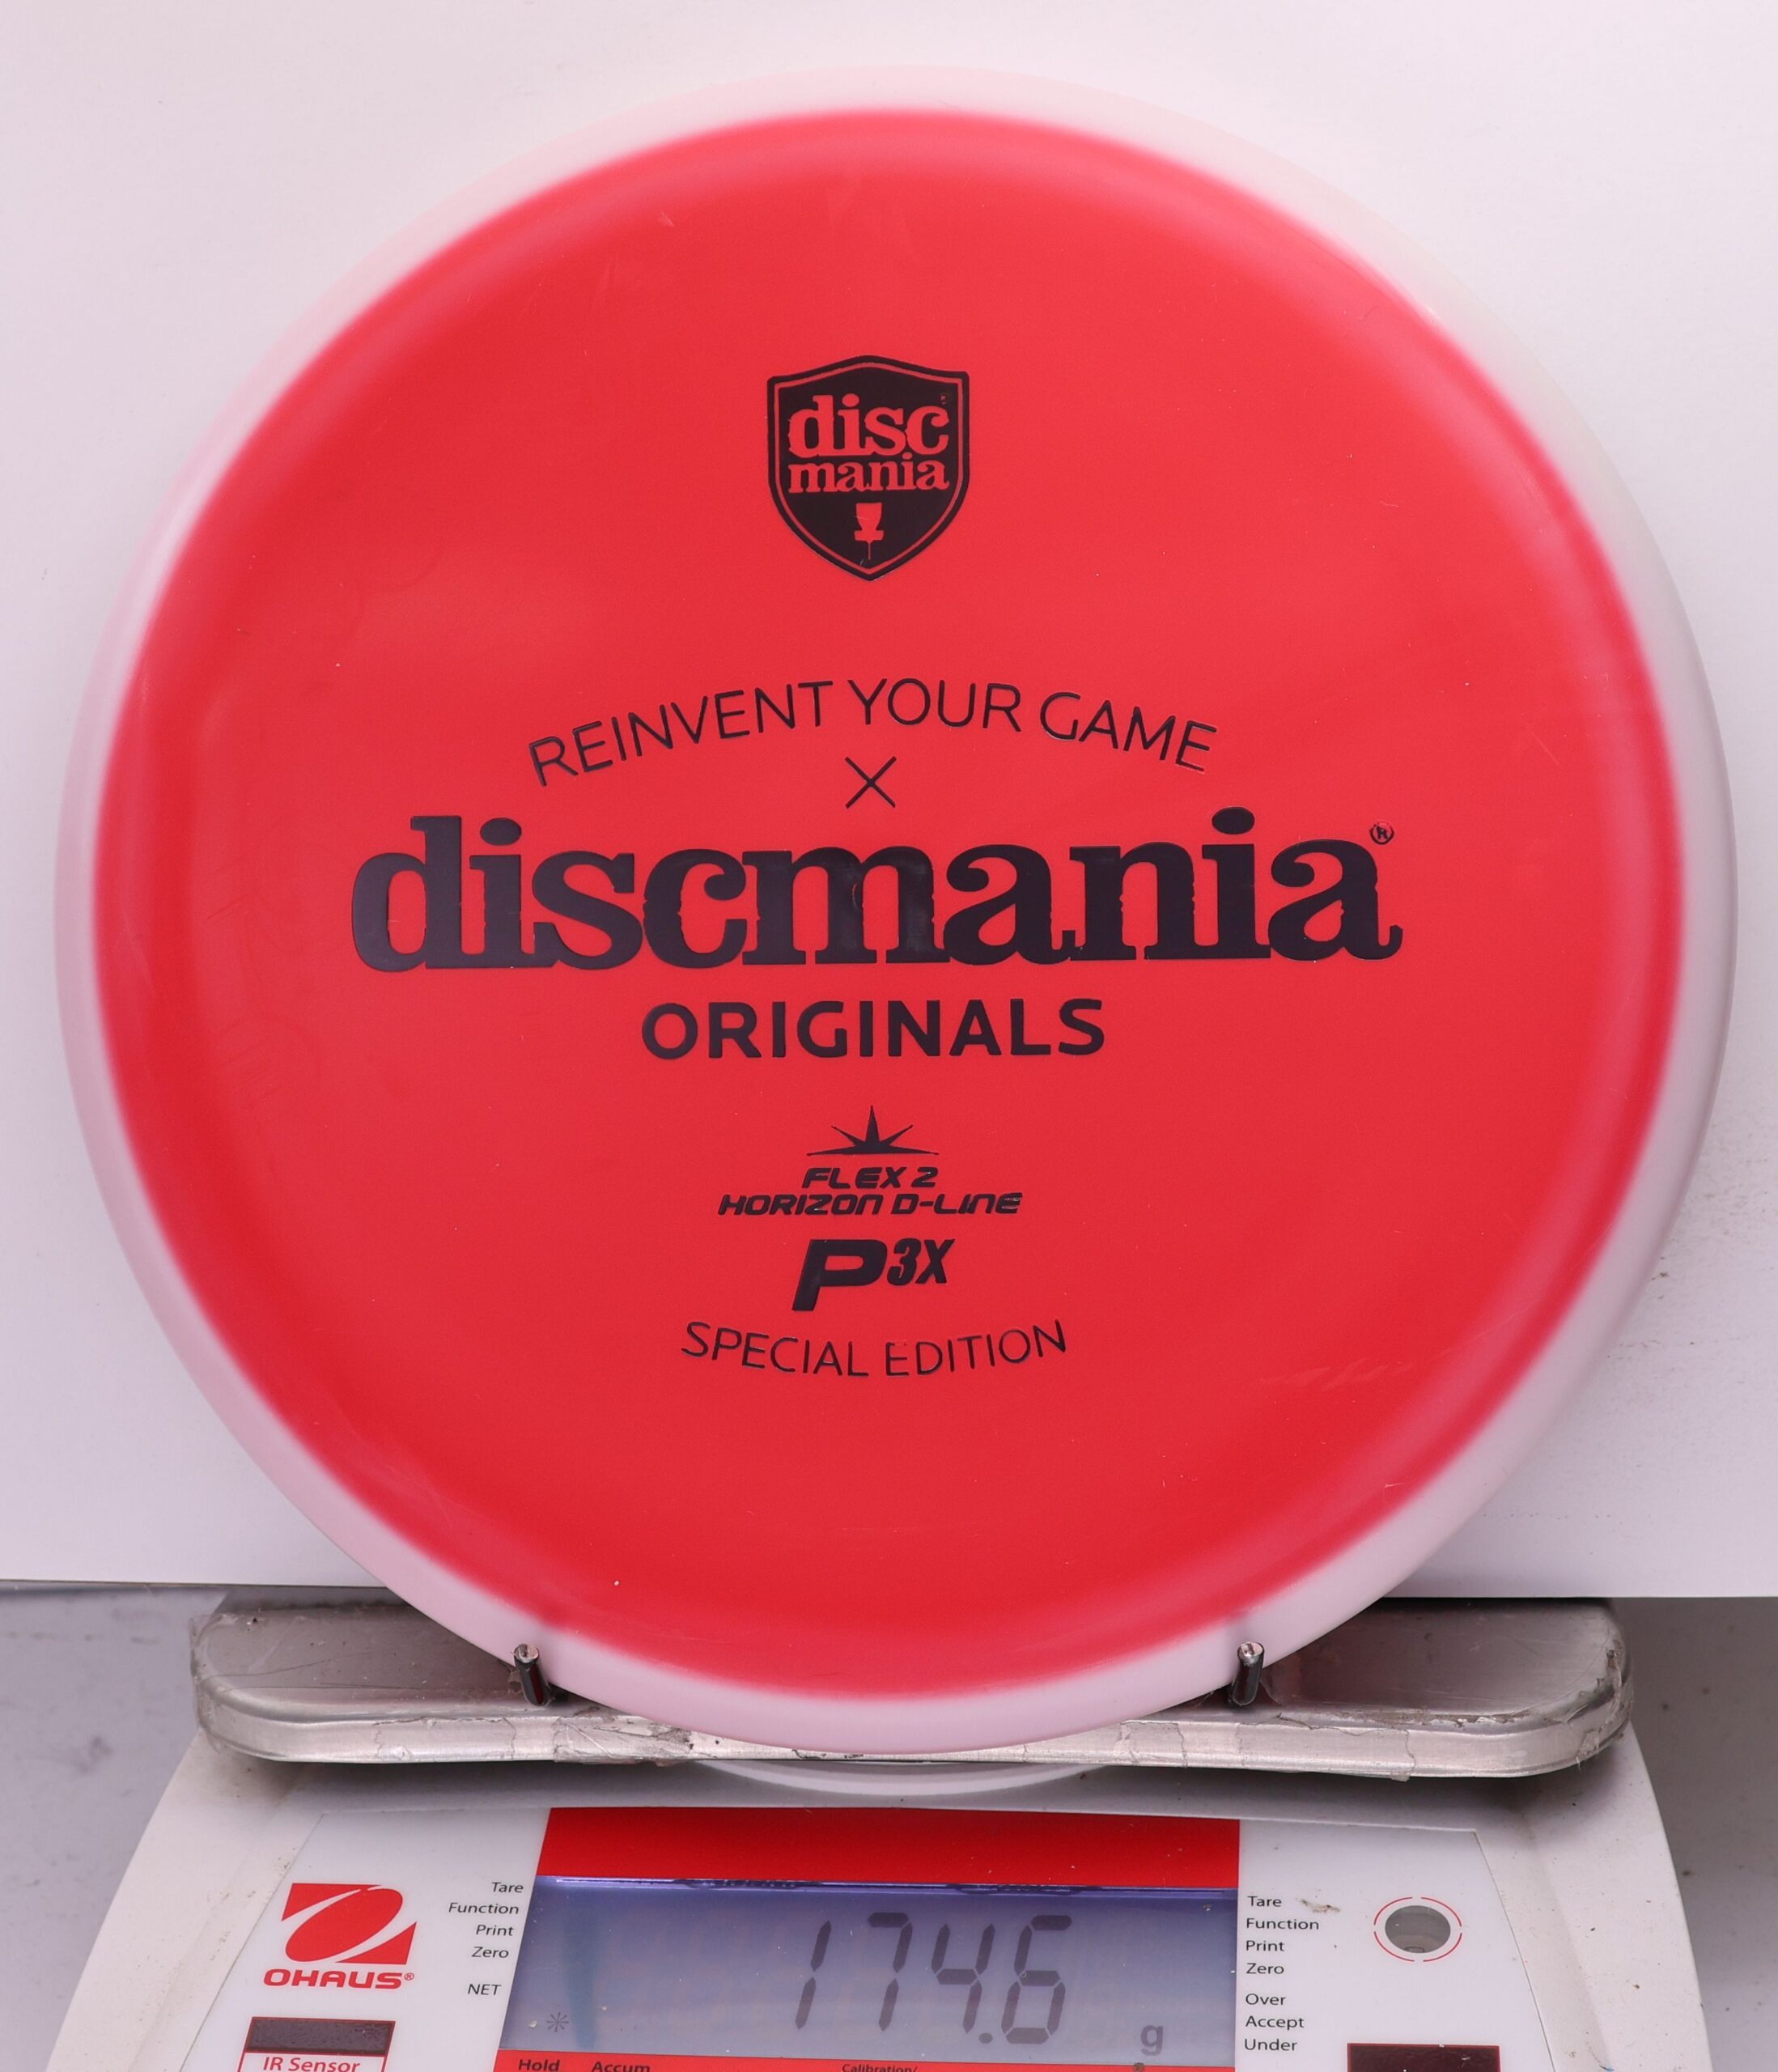 disc
mania
REINVENT YOUR GAME
X
discmania®
ORIGINALS
FLEX 2
HORIZON D-LINE
P3X
SPECIAL EDITION
Tare
Function
Print
Zero
NET
OHAUS®
IR Sensor
174.6 g
Tare
Function
Print
Zero
Over
Accept
Under
Hold Accum Calibration/